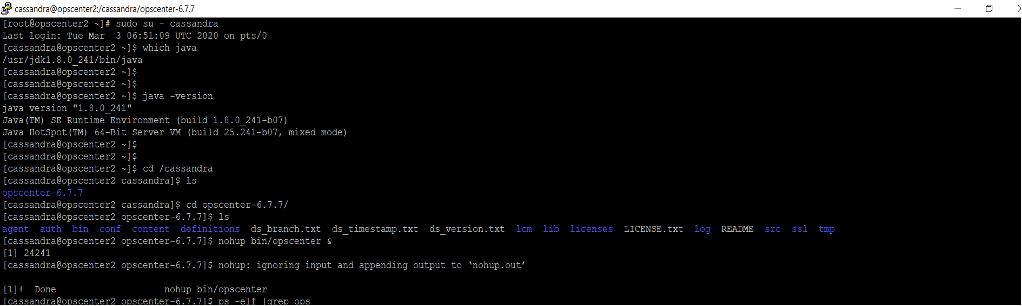 cassandra@opscenter2:/cassandra/opscenter-6.7.7
[root@opscenter2 ~]# sudo su - cassandra
Last login: Tue Mar  3 06:51:09 UTC 2020 on pts/0
[cassandra@opscenter2 ~]$ which java
/usr/jdk1.8.0_241/bin/java
[cassandra@opscenter2 ~]$
[cassandra@opscenter2 ~]$
[cassandra@opscenter2 ~]$ java -version
java version "1.8.0_241"
Java(TM) SE Runtime Environment (build 1.8.0_241-b07)
Java HotSpot(TM) 64-Bit Server VM (build 25.241-b07, mixed mode)
[cassandra@opscenter2 ~]$
[cassandra@opscenter2 ~]$
[cassandra@opscenter2 ~]$ cd /cassandra
[cassandra@opscenter2 cassandra]$ ls
opscenter-6.7.7
[cassandra@opscenter2 cassandra]$ cd opscenter-6.7.7/
[cassandra@opscenter2 opscenter-6.7.7]$ ls
agent  auth  bin  conf  content  definitions  ds_branch.txt  ds_timestamp.txt  ds_version.txt  lcm  lib  licenses  LICENSE.txt  log  README  src  ssl  tmp
[cassandra@opscenter2 opscenter-6.7.7]$ nohup bin/opscenter &
[1] 24241
[cassandra@opscenter2 opscenter-6.7.7]$ nohup: ignoring input and appending output to ‘nohup.out’
[1]+  Done                    nohup bin/opscenter
[cassandra@opscenter2 opscenter-6.7.7]$ ps -elf |grep ops